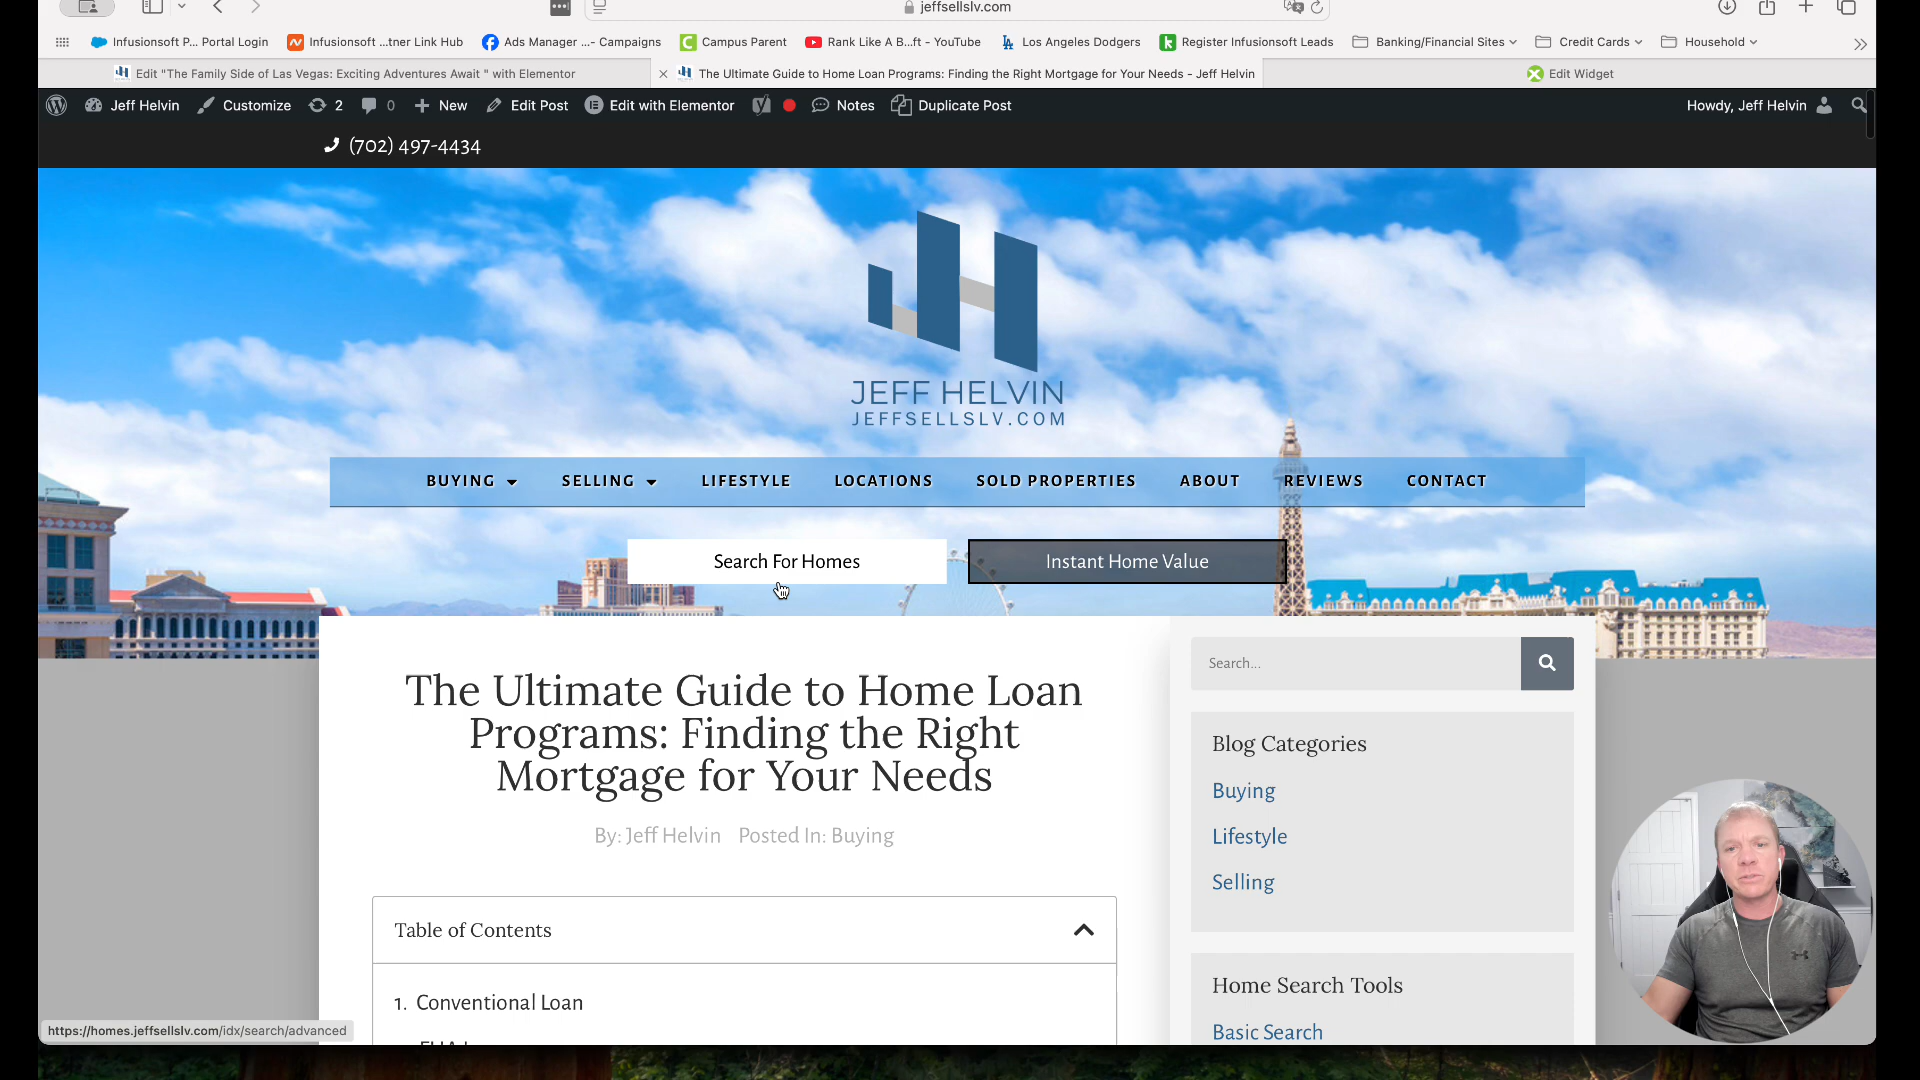 jeffsellslv.com
Infusionsoft P... Portal Login
Infusionsoft ...tner Link Hub
Ads Manager ...- Campaigns
Campus Parent
Rank Like A B...ft - YouTube
Los Angeles Dodgers
Register Infusionsoft Leads
Banking/Financial Sites
Credit Cards
Household
Edit "The Family Side of Las Vegas: Exciting Adventures Await " with Elementor
The Ultimate Guide to Home Loan Programs: Finding the Right Mortgage for Your Needs - Jeff Helvin
Edit Widget
Jeff Helvin
Customize
2
0
New
Edit Post
Edit with Elementor
Notes
Duplicate Post
Howdy, Jeff Helvin
(702) 497-4434
JEFF HELVIN
JEFFSELLSLV.COM
BUYING
SELLING
LIFESTYLE
LOCATIONS
SOLD PROPERTIES
ABOUT
REVIEWS
CONTACT
Search For Homes
Instant Home Value
The Ultimate Guide to Home Loan
Programs: Finding the Right
Mortgage for Your Needs
By: Jeff Helvin Posted In: Buying
Table of Contents
1. Conventional Loan
Search...
Blog Categories
Buying
Lifestyle
Selling
Home Search Tools
Basic Search
https://homes.jeffsellslv.com/idx/search/advanced